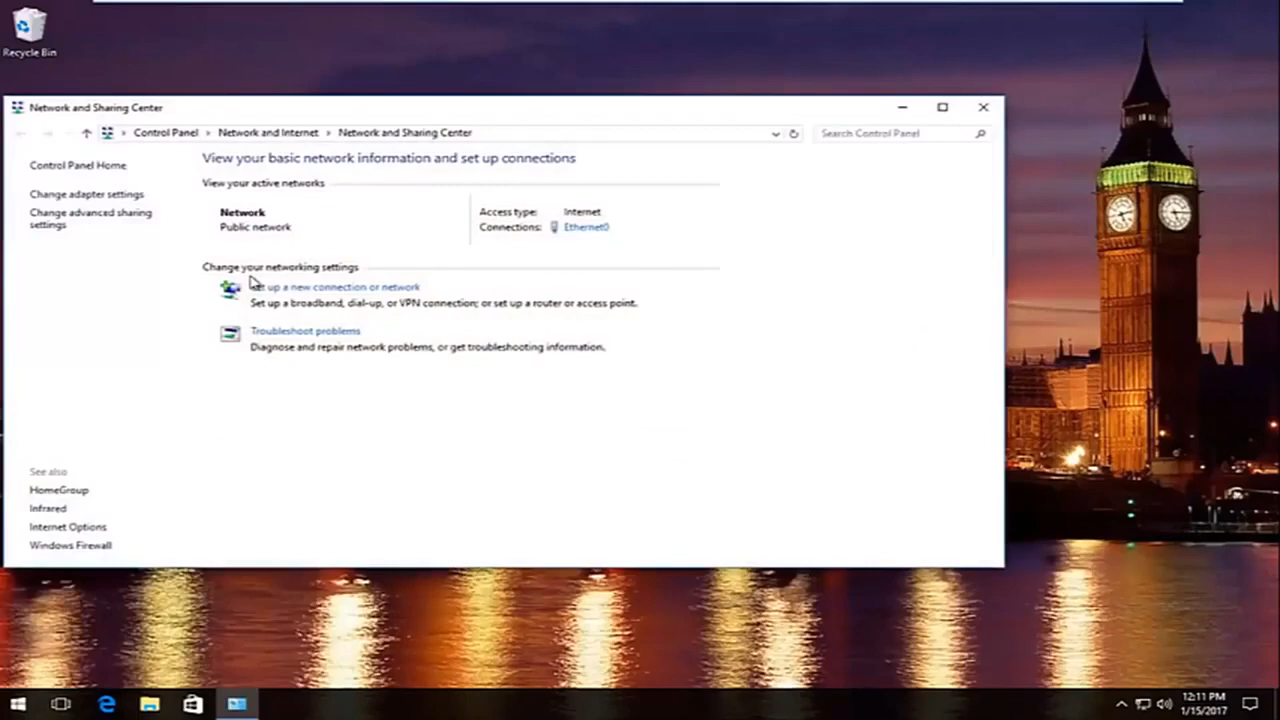 Recycle Bin
Network and Sharing Center
Control Panel > Network and Internet > Network and Sharing Center
Search Control Panel
Control Panel Home
Change adapter settings
Change advanced sharing
settings
View your basic network information and set up connections
View your active networks
Network
Public network
Access type: Internet
Connections: Ethernet0
Change your networking settings
up a new connection or network
Set up a broadband, dial-up, or VPN connection; or set up a router or access point.
Troubleshoot problems
Diagnose and repair network problems, or get troubleshooting information.
See also
HomeGroup
Infrared
Internet Options
Windows Firewall
12:11 PM
1/15/2017